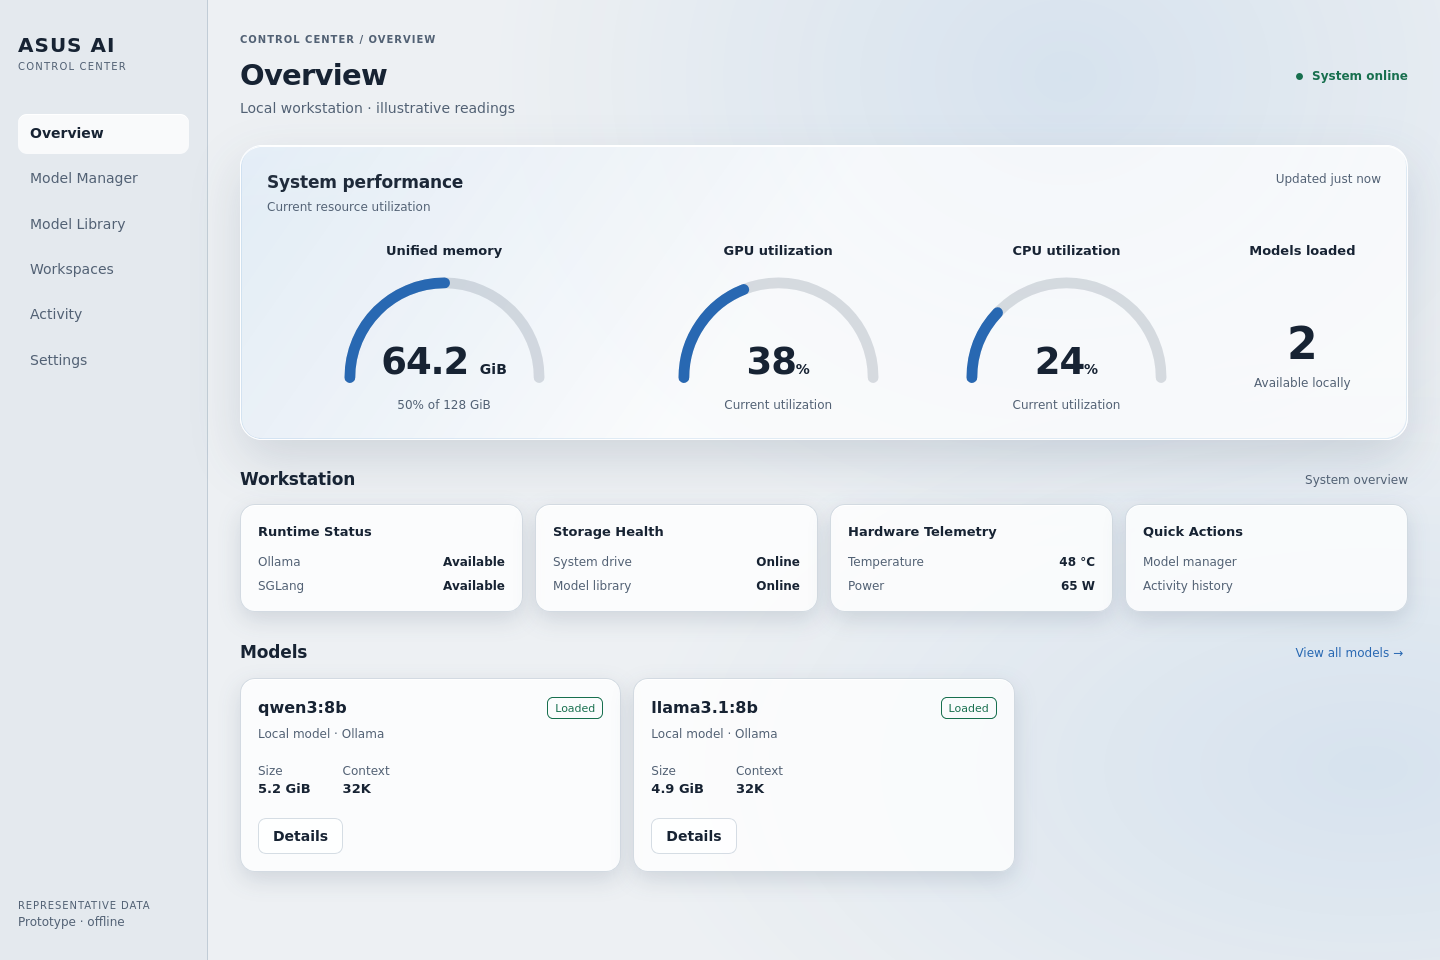 ASUS AI
CONTROL CENTER
Overview
Model Manager
Model Library
Workspaces
Activity
Settings
REPRESENTATIVE DATA
Prototype · offline
CONTROL CENTER / OVERVIEW
Overview
Local workstation · illustrative readings
● System online
System performance
Current resource utilization
Updated just now
Unified memory
64.2 GiB
50% of 128 GiB
GPU utilization
38%
Current utilization
CPU utilization
24%
Current utilization
Models loaded
2
Available locally
Workstation
System overview
Runtime Status
Ollama Available
SGLang Available
Storage Health
System drive Online
Model library Online
Hardware Telemetry
Temperature 48 °C
Power 65 W
Quick Actions
Model manager
Activity history
Models
View all models →
qwen3:8b Loaded
Local model · Ollama
Size Context
5.2 GiB 32K
Details
llama3.1:8b Loaded
Local model · Ollama
Size Context
4.9 GiB 32K
Details